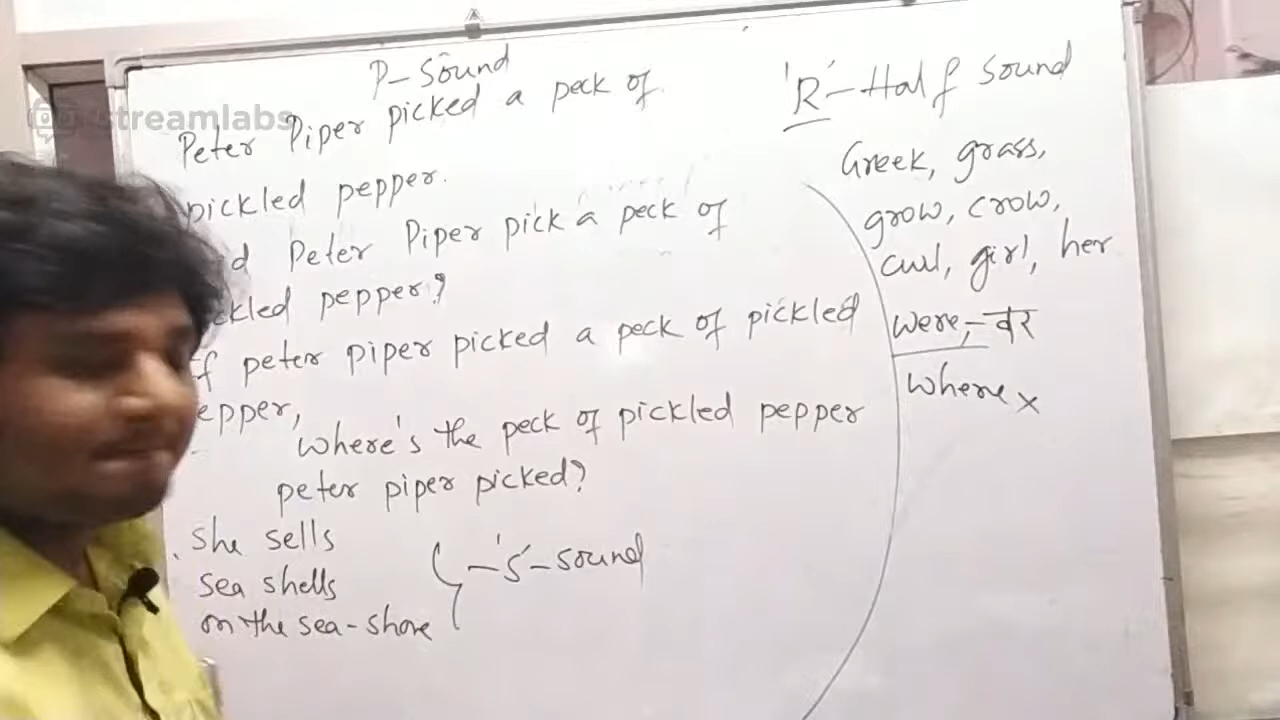 streamlabs
P-Sound
Peter Piper picked a peck of
pickled pepper.
d Peter Piper pick a peck of
ckled pepper?
f peter piper picked a peck of pickled
epper,
where's the peck of pickled pepper
peter piper picked?
She sells
sea shells
on the sea-shore
-'S'-sound
'R'-Half sound
Greek, grass,
grow, crow,
curl, girl, her
were,-वर
where x